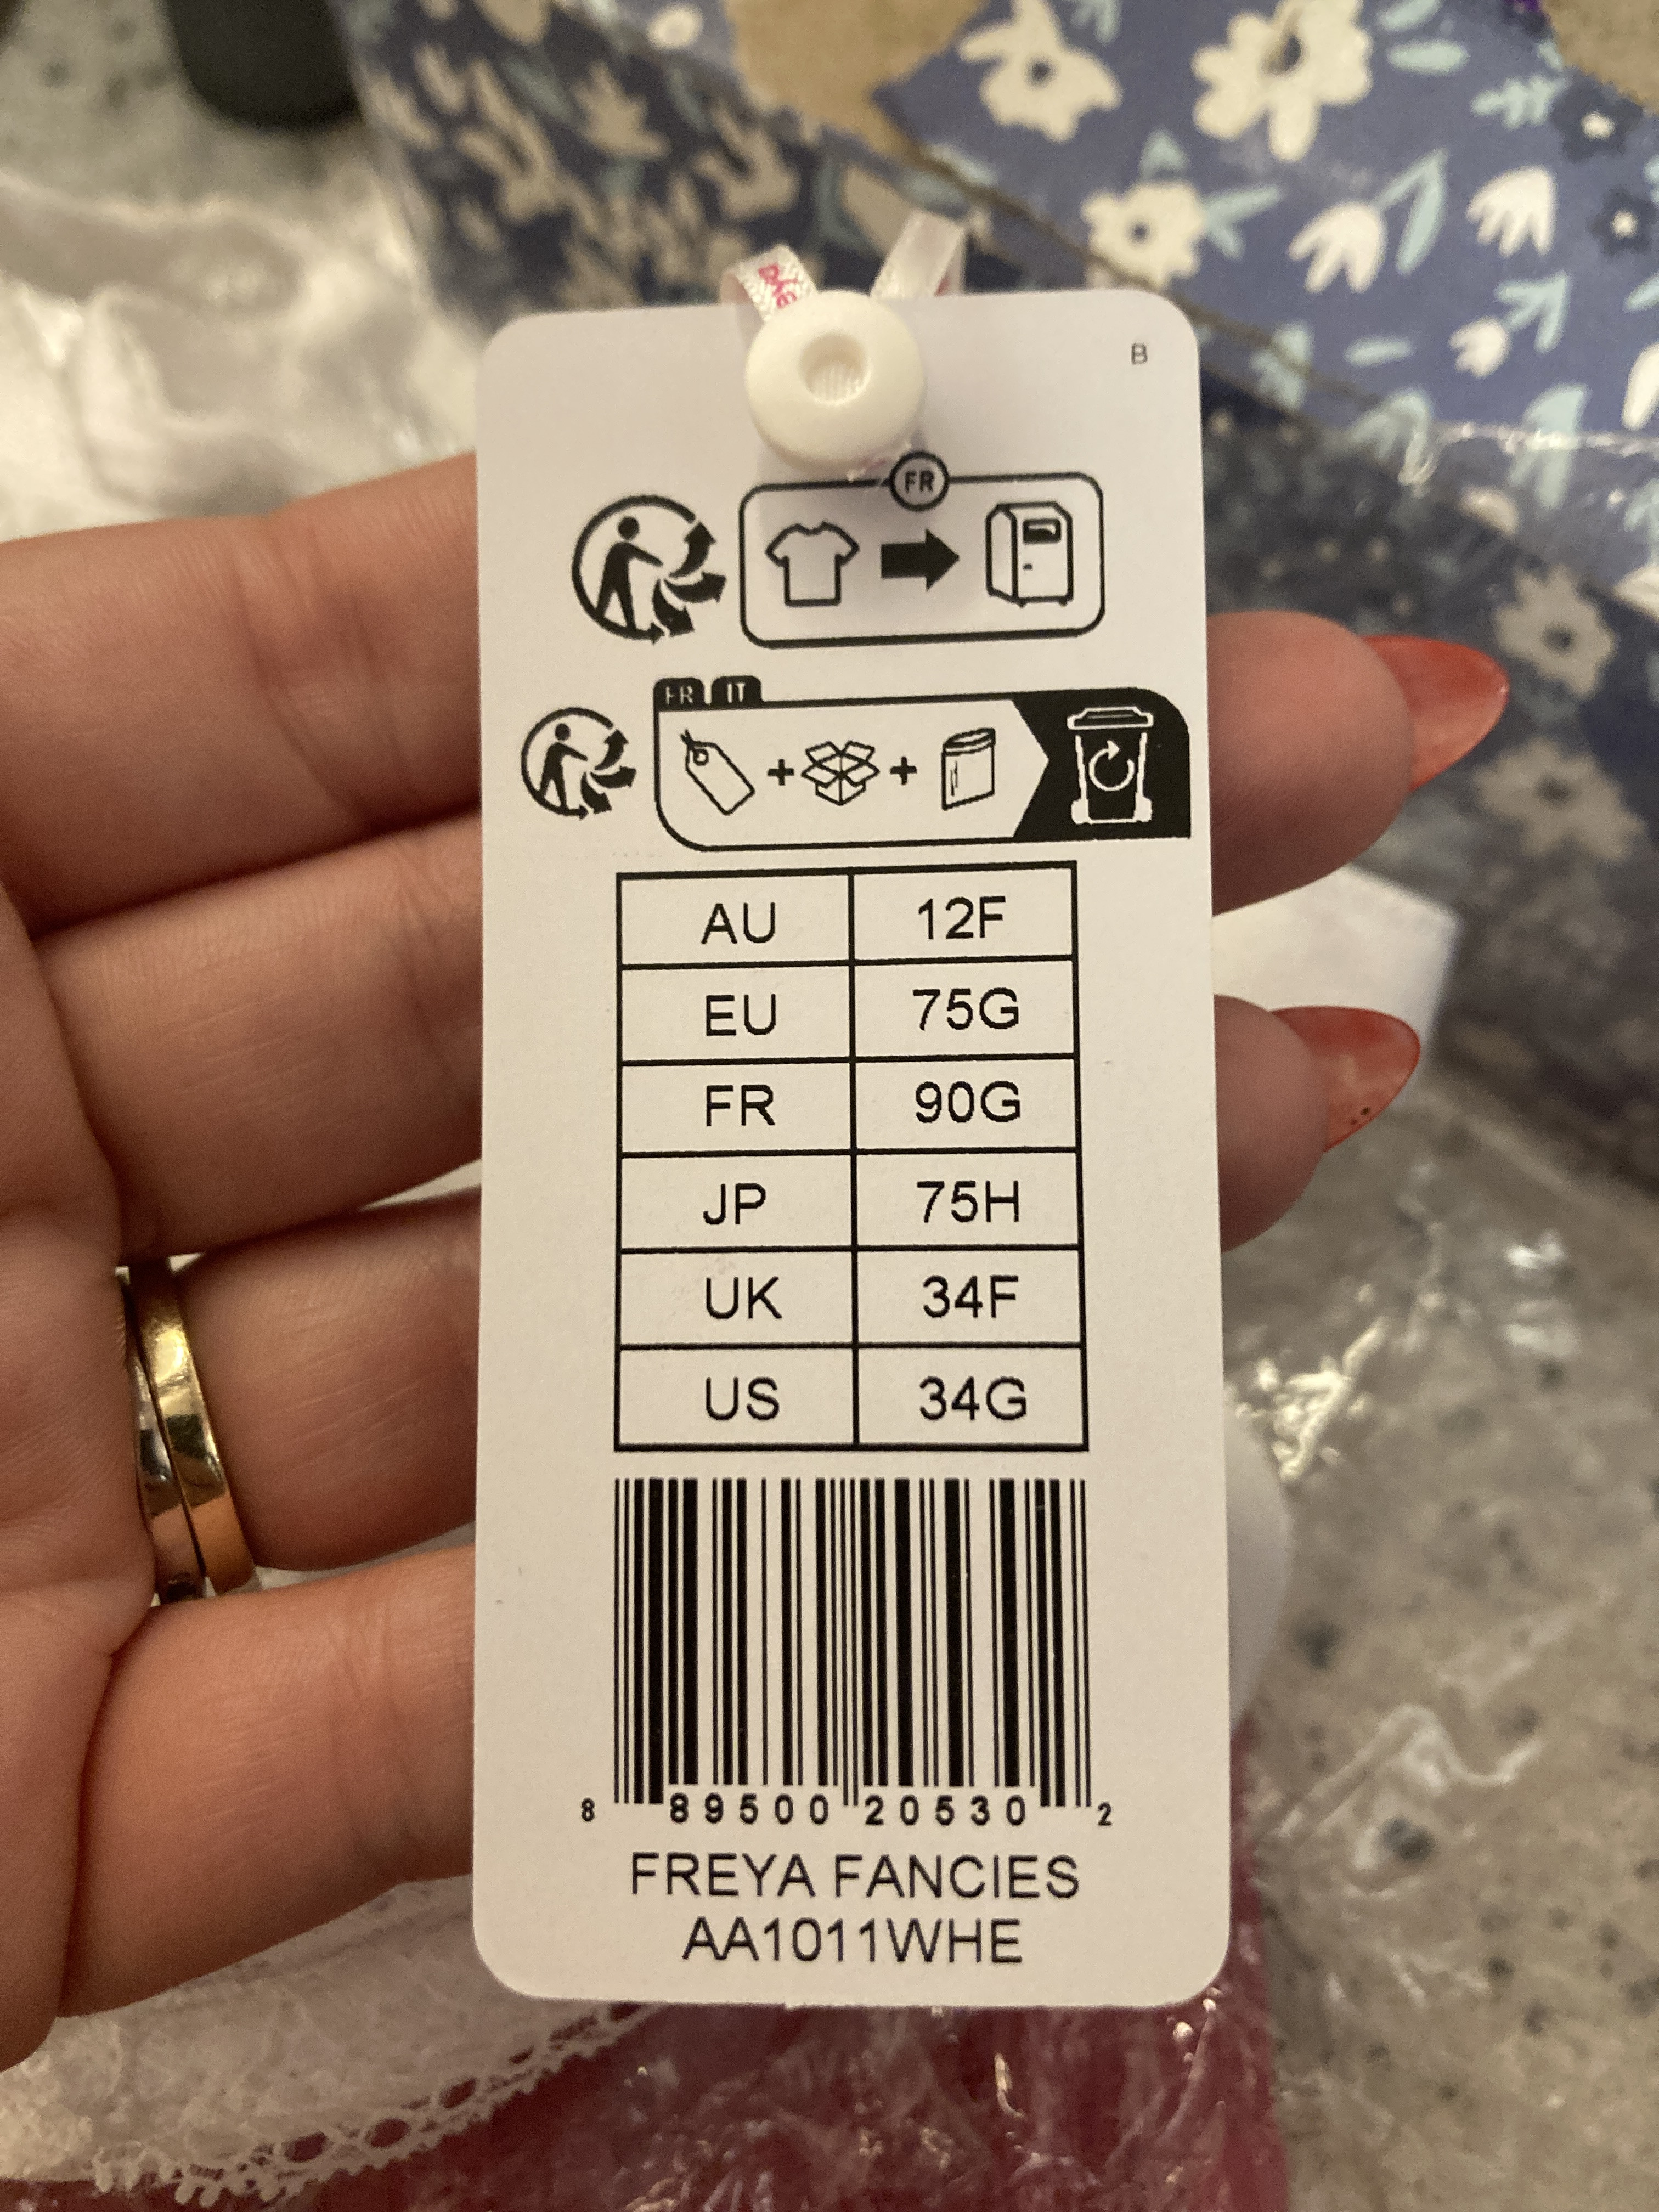 B
FR
FR IT
AU 12F
EU 75G
FR 90G
JP 75H
UK 34F
US 34G
8 89500 20530 2
FREYA FANCIES
AA1011WHE